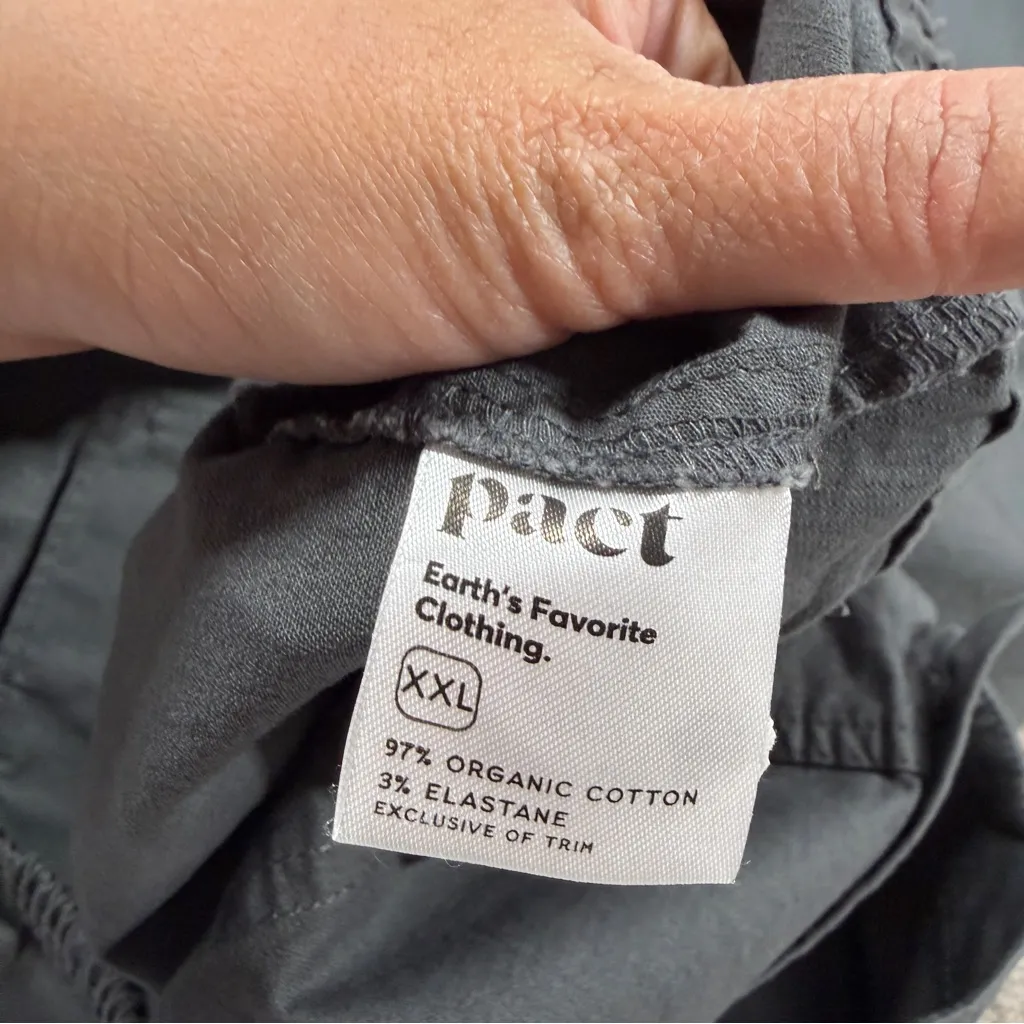 pact
Earth's Favorite
Clothing.
XXL
97% ORGANIC COTTON
3% ELASTANE
EXCLUSIVE OF TRIM